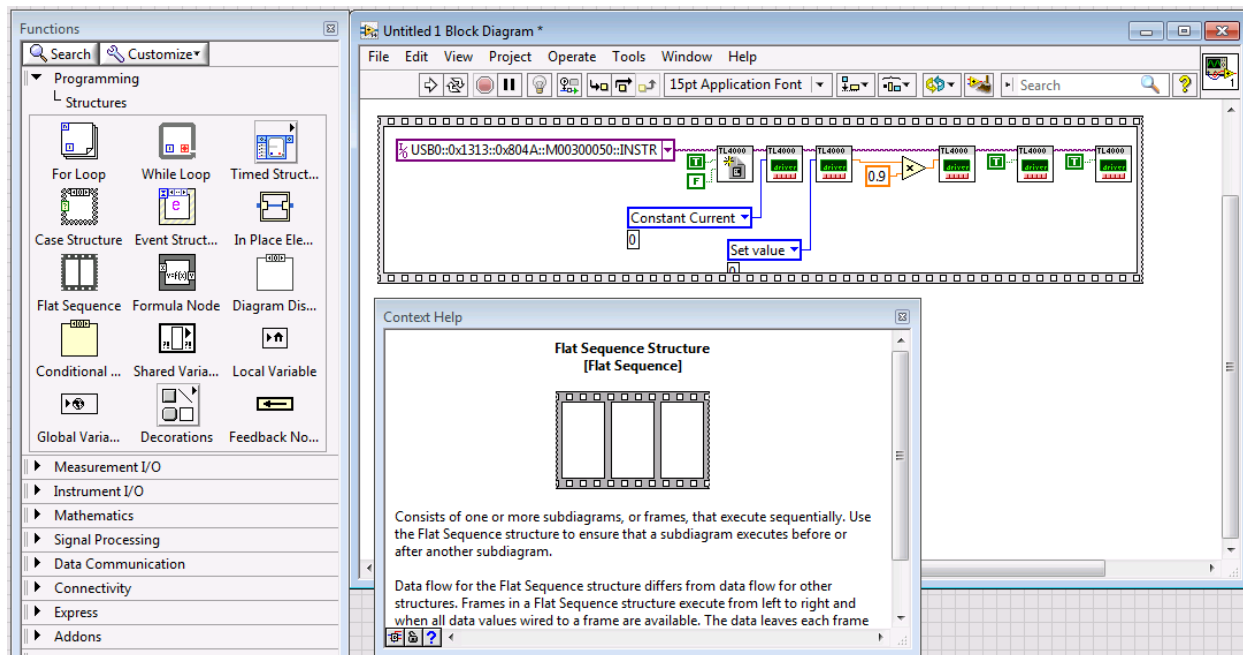 Functions
Search
Customize
Programming
Structures
For Loop
While Loop
Timed Struct...
Case Structure
Event Struct...
In Place Ele...
Flat Sequence
Formula Node
Diagram Dis...
Conditional ...
Shared Varia...
Local Variable
Global Varia...
Decorations
Feedback No...
Measurement I/O
Instrument I/O
Mathematics
Signal Processing
Data Communication
Connectivity
Express
Addons
Untitled 1 Block Diagram *
File Edit View Project Operate Tools Window Help
15pt Application Font
Search
USB0::0x1313::0x804A::M00300050::INSTR
T
F
TL4000
TL4000
driver
TL4000
driver
0.9
TL4000
driver
T
TL4000
driver
T
TL4000
driver
Constant Current
0
Set value
Context Help
Flat Sequence Structure
[Flat Sequence]
Consists of one or more subdiagrams, or frames, that execute sequentially. Use
the Flat Sequence structure to ensure that a subdiagram executes before or
after another subdiagram.
Data flow for the Flat Sequence structure differs from data flow for other
structures. Frames in a Flat Sequence structure execute from left to right and
when all data values wired to a frame are available. The data leaves each frame